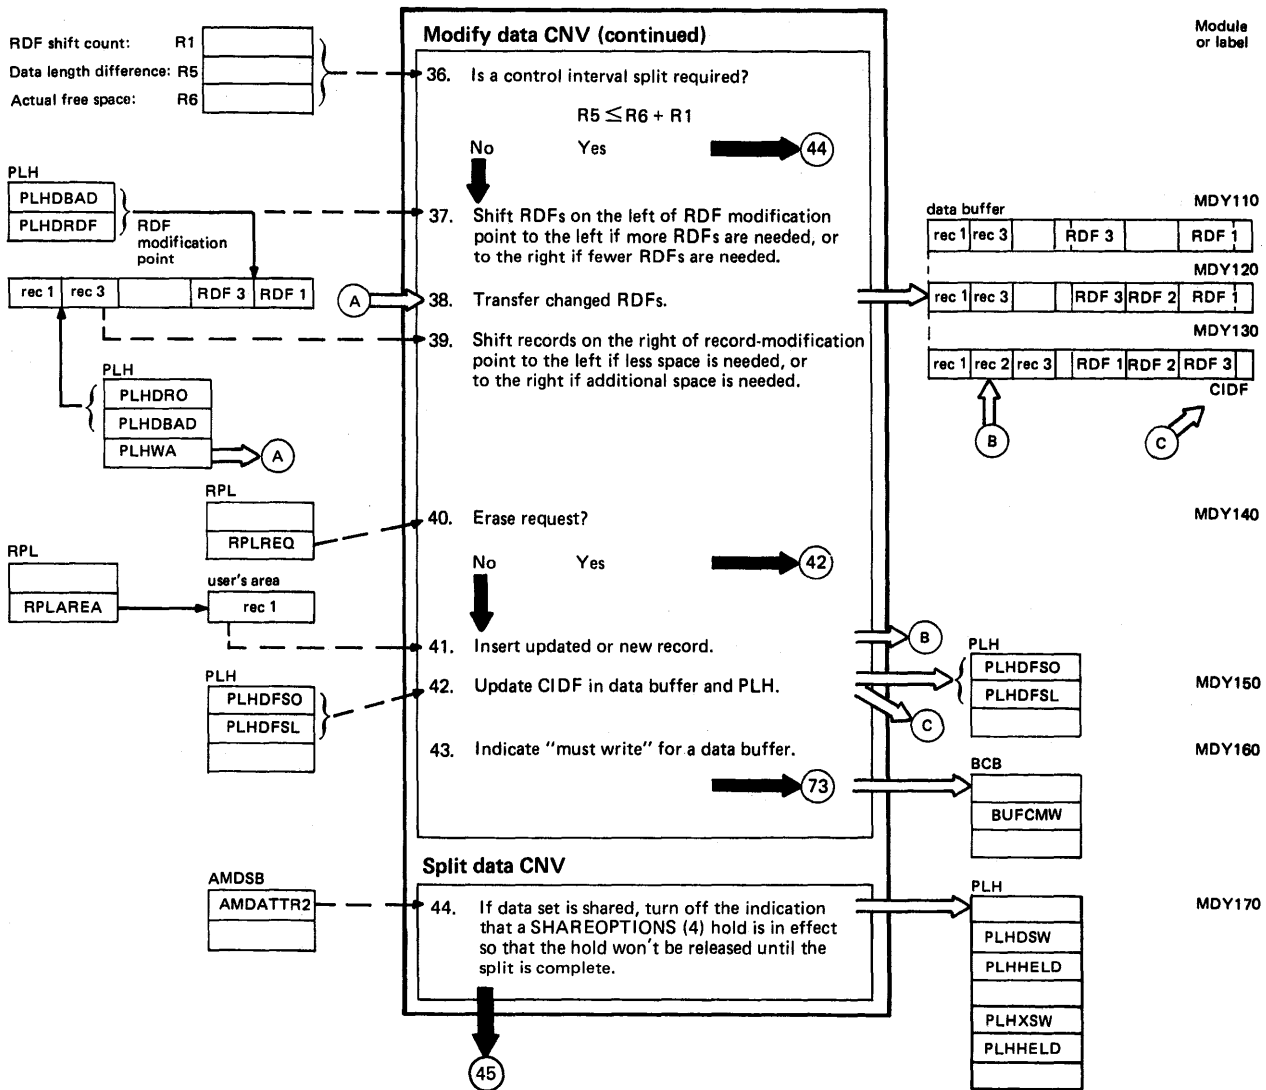 Modify data CNV (continued)
Module
or label
RDF shift count: R1
Data length difference: R5
Actual free space: R6
36. Is a control interval split required?
R5 ≤ R6 + R1
No Yes 44
PLH
PLHDBAD
PLHDRDF
RDF
modification
point
37. Shift RDFs on the left of RDF modification
point to the left if more RDFs are needed, or
to the right if fewer RDFs are needed.
data buffer
MDY110
rec 1 rec 3 RDF 3 RDF 1
MDY120
rec 1 rec 3 RDF 3 RDF 1
A
38. Transfer changed RDFs.
rec 1 rec 3 RDF 3 RDF 2 RDF 1
MDY130
39. Shift records on the right of record-modification
point to the left if less space is needed, or
to the right if additional space is needed.
rec 1 rec 2 rec 3 RDF 1 RDF 2 RDF 3
CIDF
B
C
PLH
PLHDRO
PLHDBAD
PLHWA
A
RPL
RPLREQ
40. Erase request?
MDY140
No Yes 42
RPL
RPLAREA
user's area
rec 1
41. Insert updated or new record.
B
PLH
PLHDFSO
PLHDFSL
42. Update CIDF in data buffer and PLH.
C
PLH
PLHDFSO
PLHDFSL
MDY150
43. Indicate "must write" for a data buffer.
MDY160
73
BCB
BUFCMW
Split data CNV
AMDSB
AMDATTR2
44. If data set is shared, turn off the indication
that a SHAREOPTIONS (4) hold is in effect
so that the hold won't be released until the
split is complete.
PLH
PLHDSW
PLHHELD
PLHXSW
PLHHELD
MDY170
45